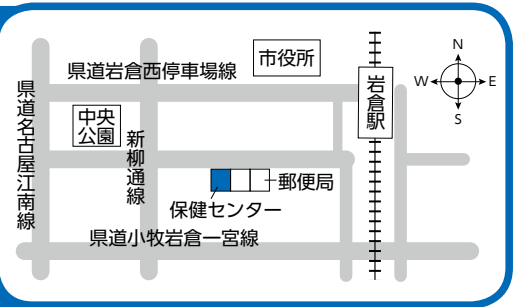 市役所
県道岩倉西停車場線
岩倉駅
N
W
E
S
県道名古屋江南線
中央
公園
新柳通線
郵便局
保健センター
県道小牧岩倉一宮線